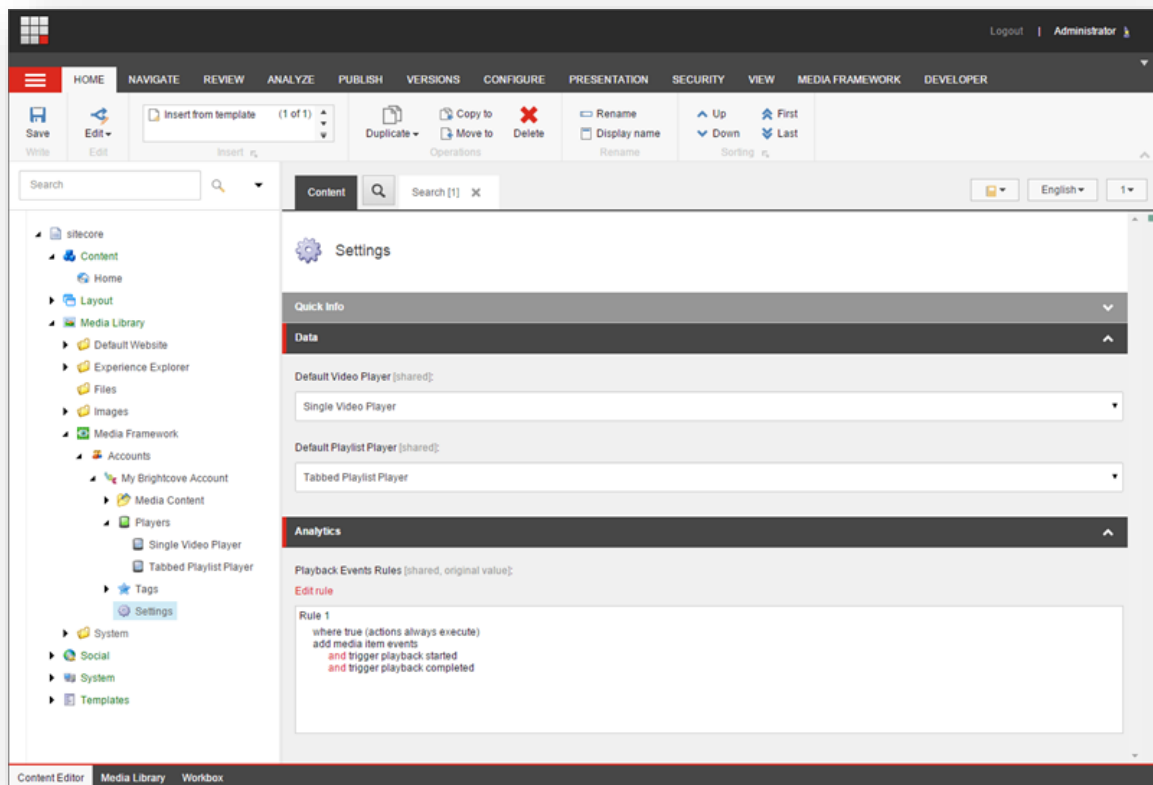 Logout | Administrator
HOME NAVIGATE REVIEW ANALYZE PUBLISH VERSIONS CONFIGURE PRESENTATION SECURITY VIEW MEDIA FRAMEWORK DEVELOPER
Save
Write
Edit
Edit
Insert from template (1 of 1)
Insert
Duplicate
Copy to
Move to
Delete
Operations
Rename
Display name
Rename
Up First
Down Last
Sorting
Search
Content
Search [1]
English
1
sitecore
Content
Home
Layout
Media Library
Default Website
Experience Explorer
Files
Images
Media Framework
Accounts
My Brightcove Account
Media Content
Players
Single Video Player
Tabbed Playlist Player
Tags
Settings
System
Social
System
Templates
Settings
Quick Info
Data
Default Video Player [shared]:
Single Video Player
Default Playlist Player [shared]:
Tabbed Playlist Player
Analytics
Playback Events Rules [shared, original value]:
Edit rule
Rule 1
where true (actions always execute)
add media item events
and trigger playback started
and trigger playback completed
Content Editor Media Library Workbox